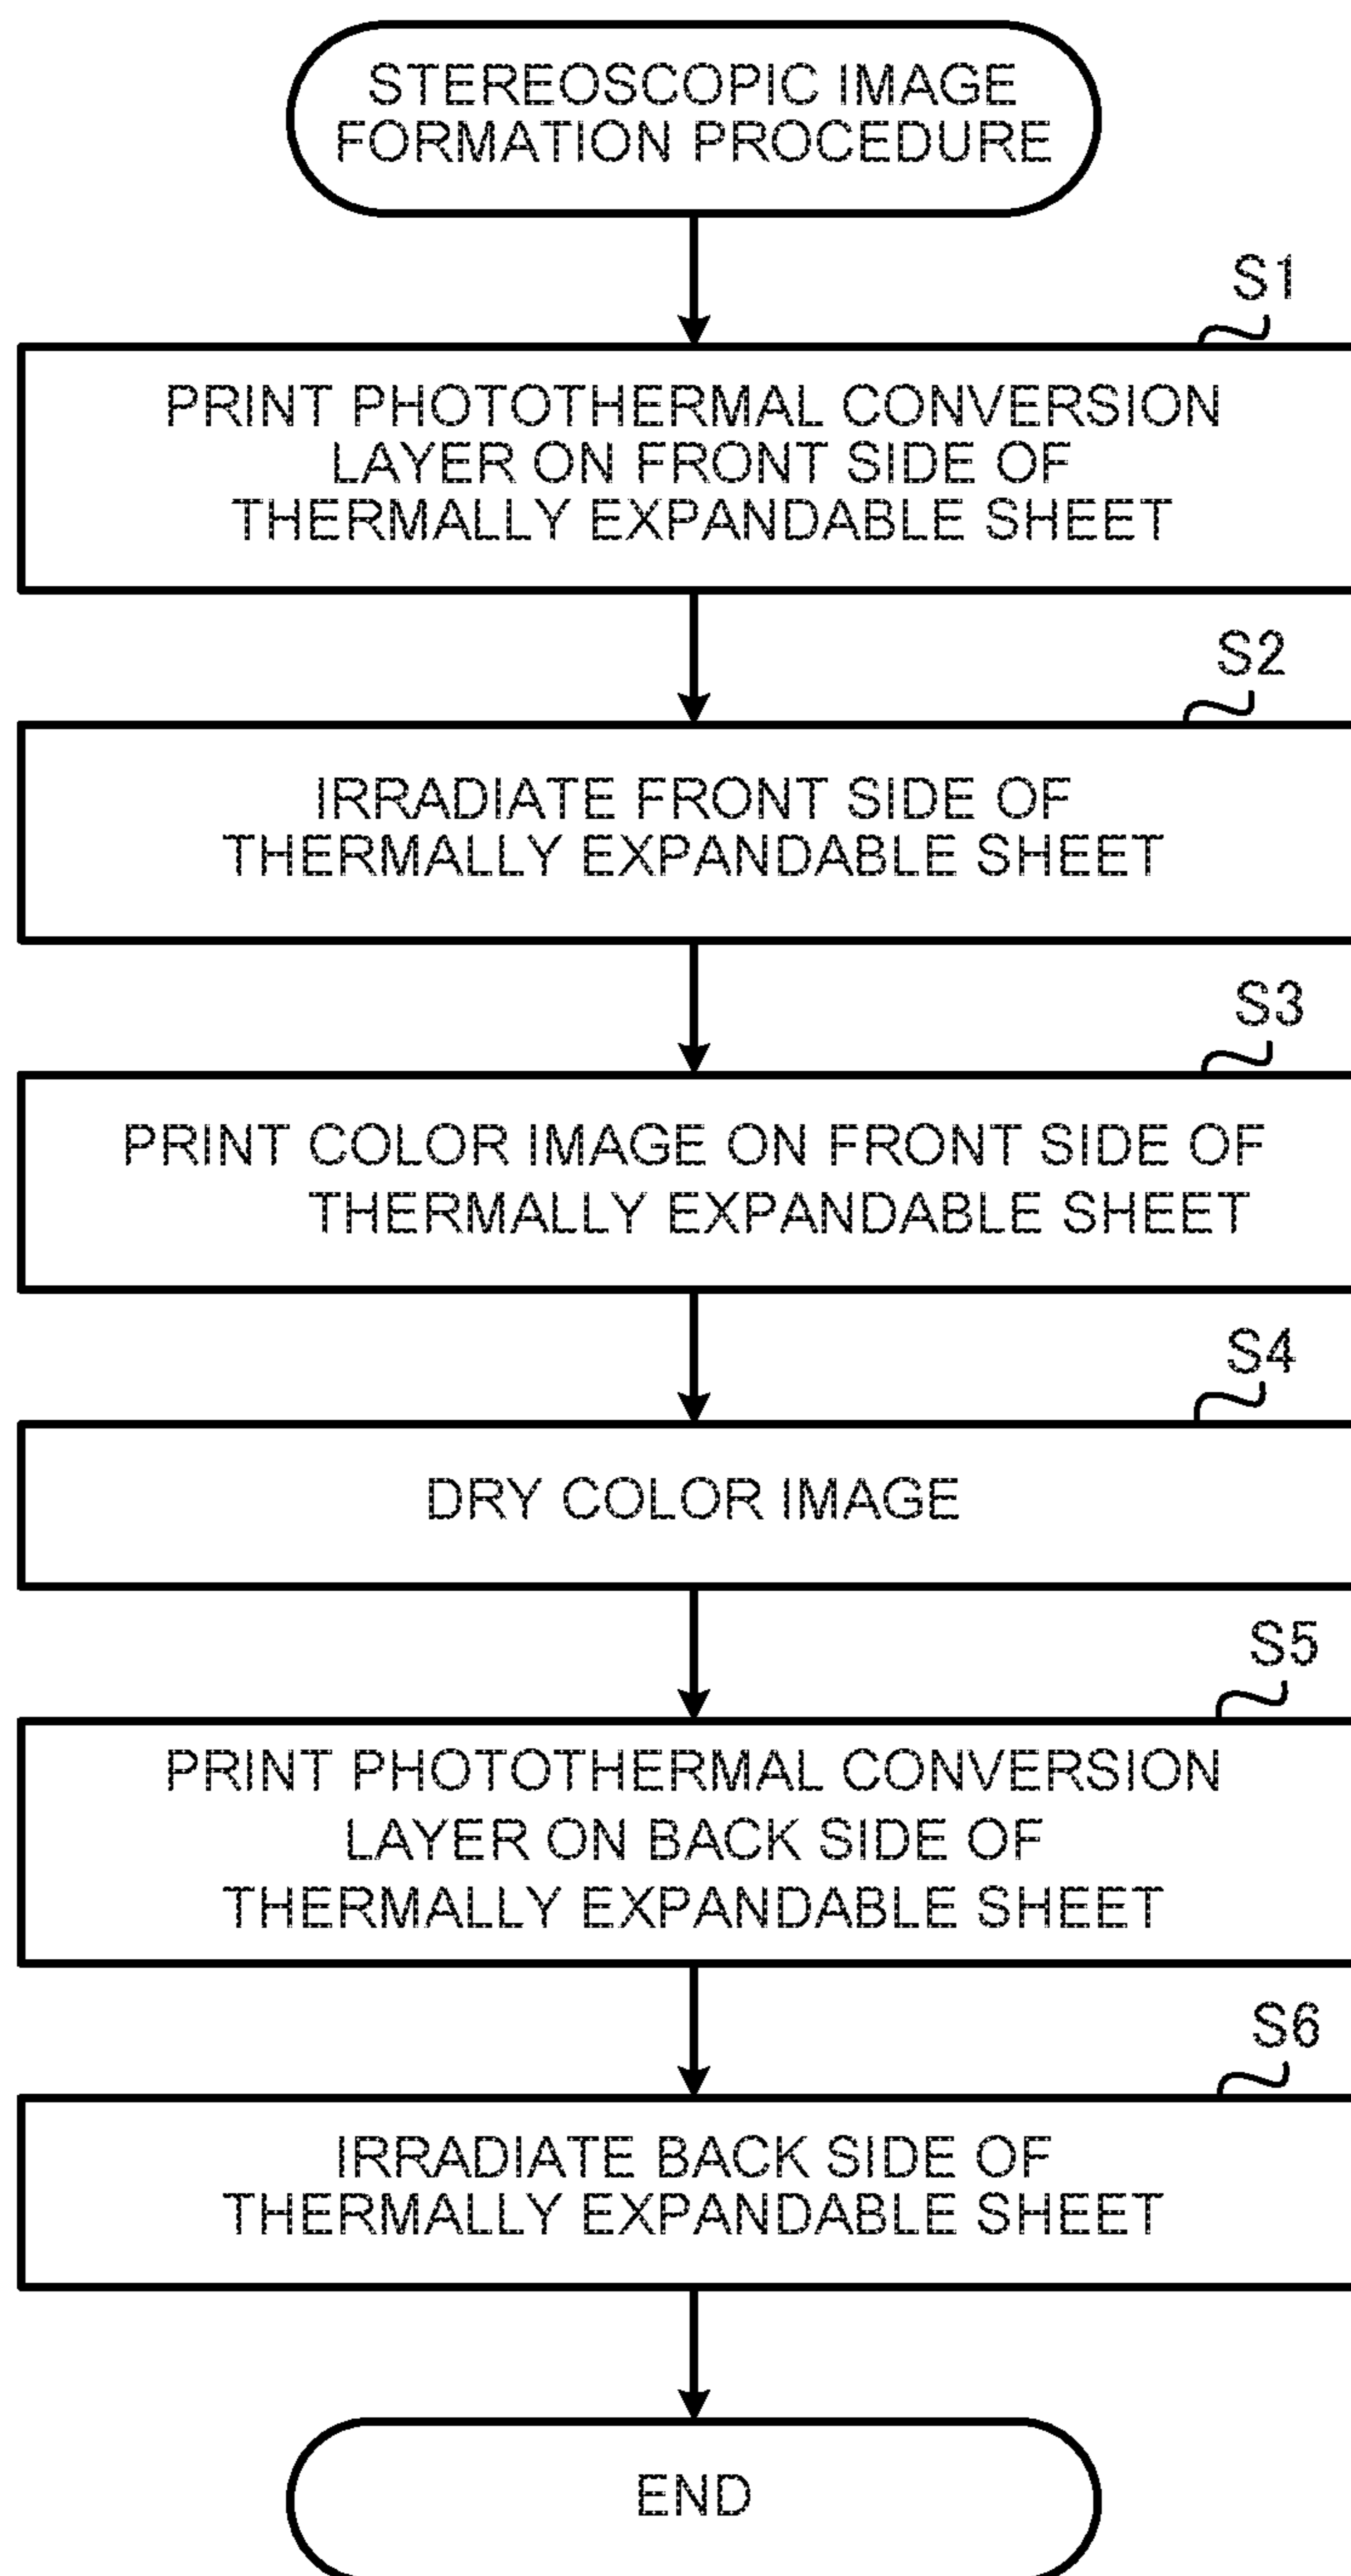 STEREOSCOPIC IMAGE
FORMATION PROCEDURE
S1
PRINT PHOTOTHERMAL CONVERSION
LAYER ON FRONT SIDE OF
THERMALLY EXPANDABLE SHEET
S2
IRRADIATE FRONT SIDE OF
THERMALLY EXPANDABLE SHEET
S3
PRINT COLOR IMAGE ON FRONT SIDE OF
THERMALLY EXPANDABLE SHEET
S4
DRY COLOR IMAGE
S5
PRINT PHOTOTHERMAL CONVERSION
LAYER ON BACK SIDE OF
THERMALLY EXPANDABLE SHEET
S6
IRRADIATE BACK SIDE OF
THERMALLY EXPANDABLE SHEET
END